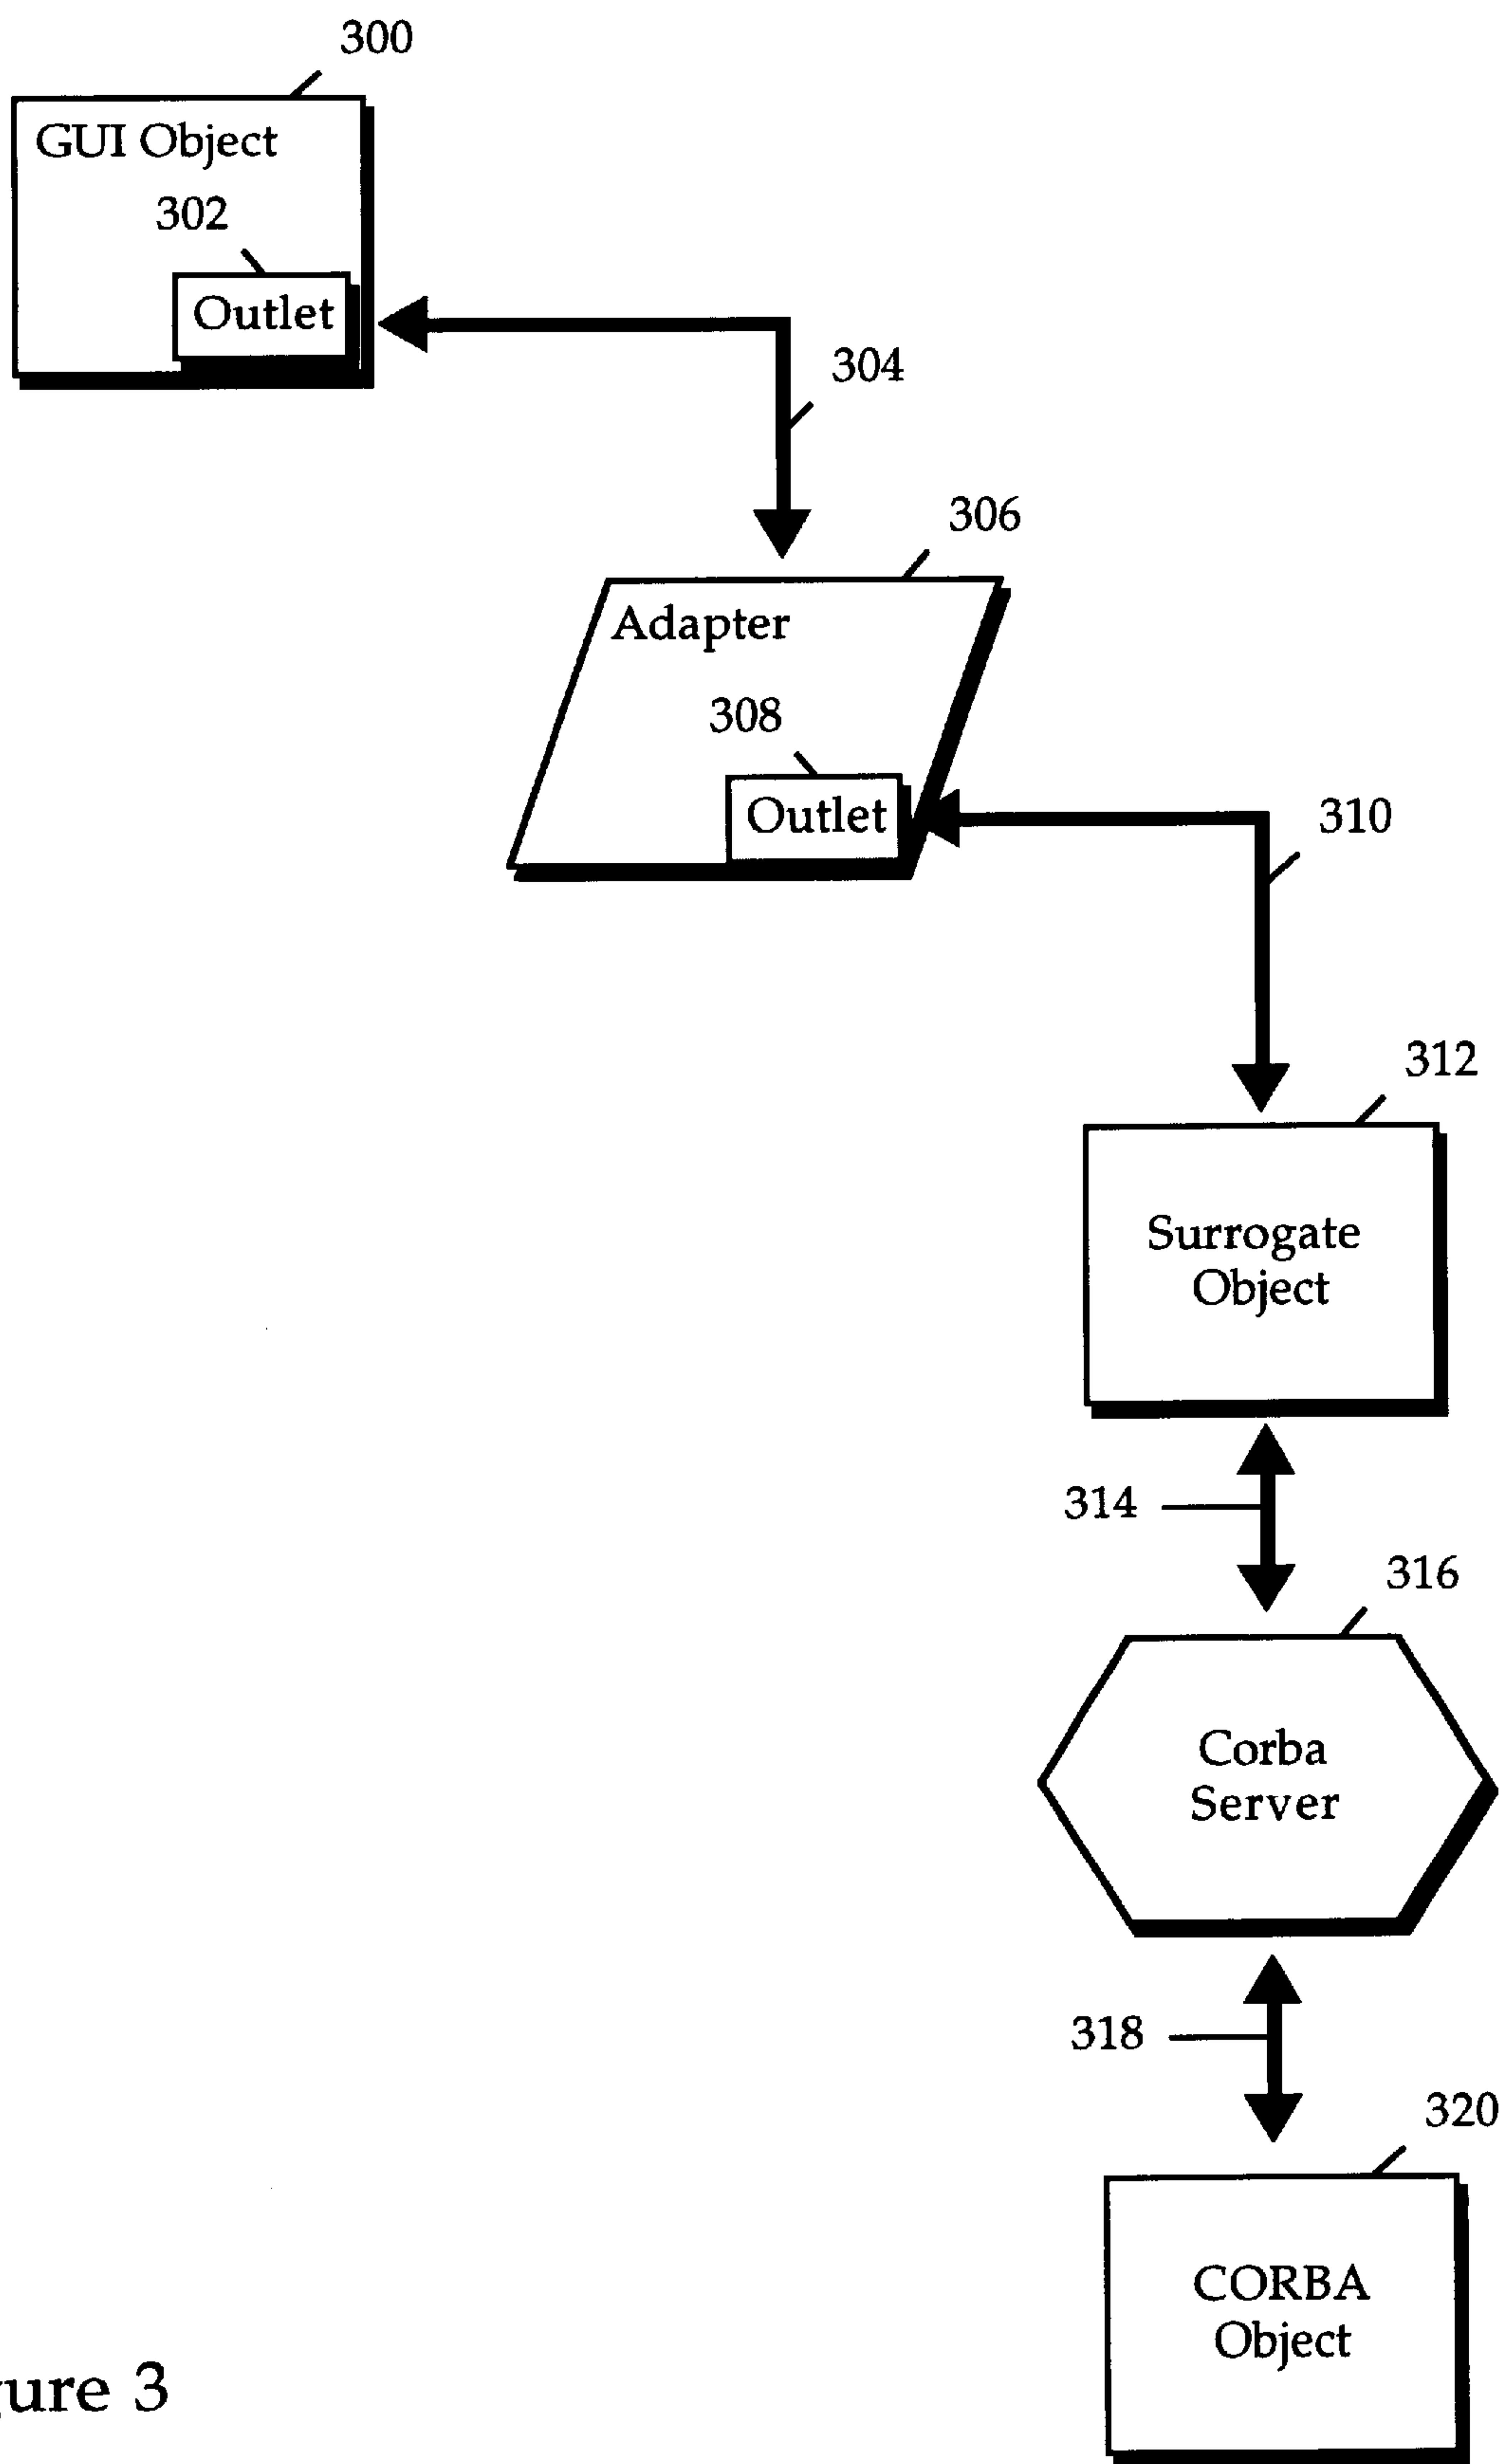 300
GUI Object
302
Outlet
304
306
Adapter
308
Outlet
310
312
Surrogate
Object
314
316
Corba
Server
318
320
CORBA
Object
ure 3